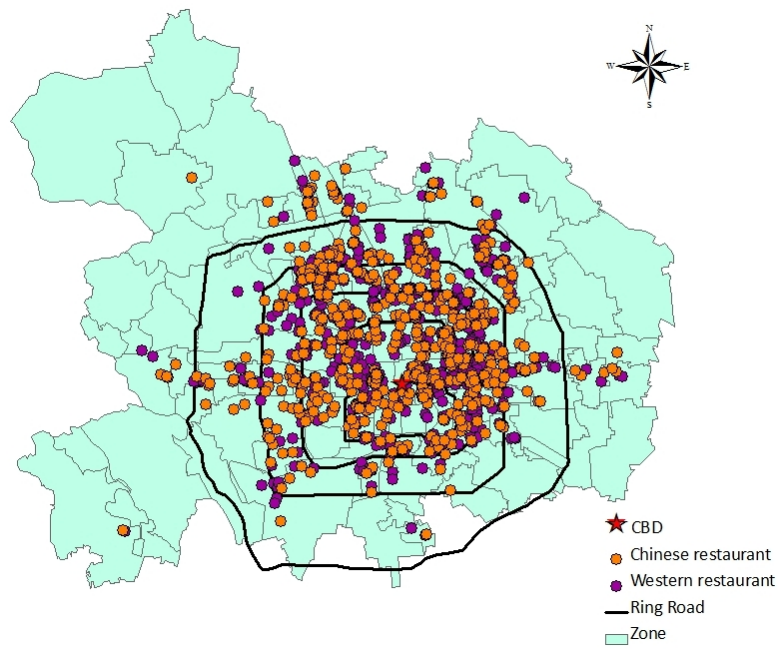 N
W E
S
CBD
Chinese restaurant
Western restaurant
Ring Road
Zone